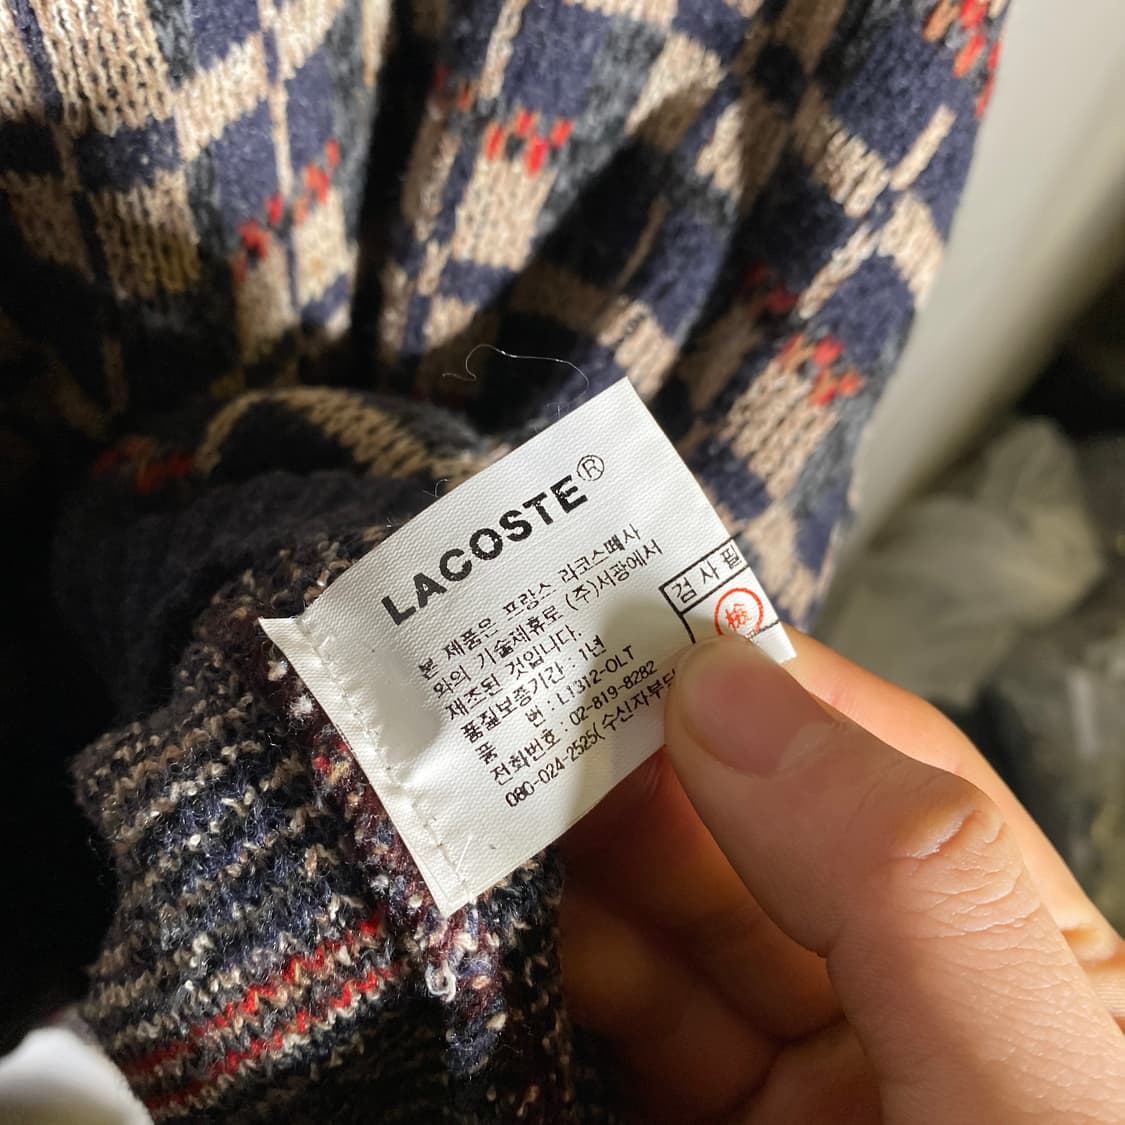 LACOSTE®
본 제품은 프랑스 라코스떼사
와의 기술제휴로 (주)서광에서
제조된 것입니다.
품질보증기간 : 1년
품 번 : L1312-OLT
전화번호 : 02-819-8282
080-024-2525(수신자부담
검사필
檢